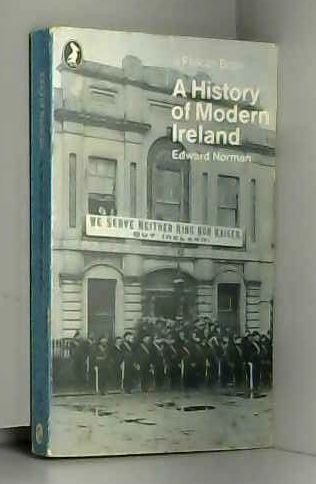 a Pelican Book
A History
of Modern
Ireland
Edward Norman
WE SERVE NEITHER KING NOR KAISER
BUT IRELAND!